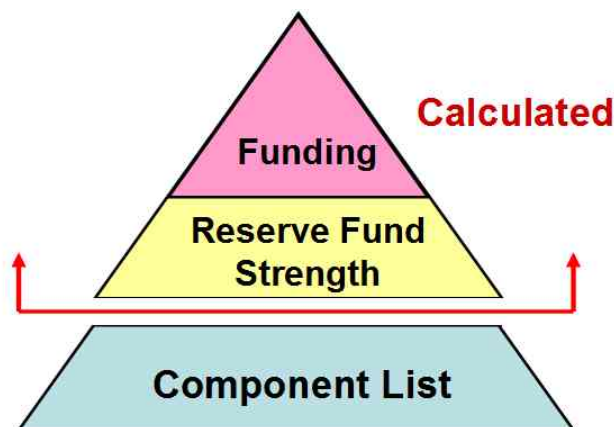 Calculated
Funding
Reserve Fund
Strength
Component List